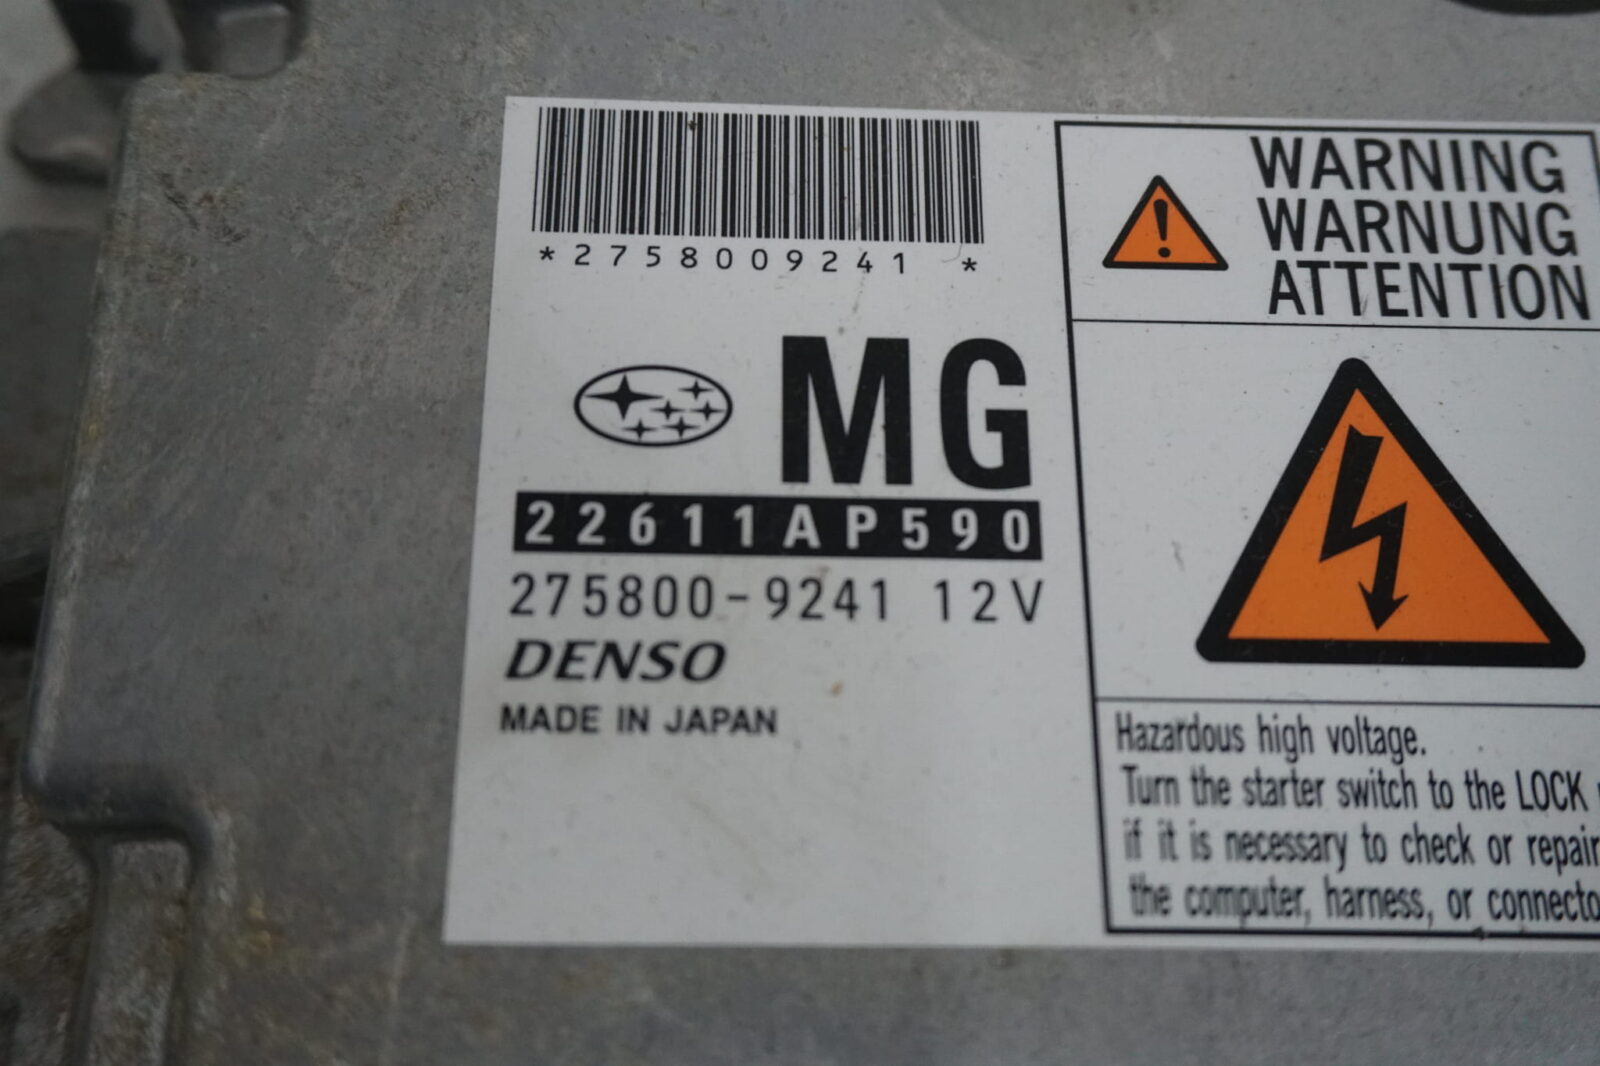 *2758009241 *
MG
22611AP590
275800-9241 12V
DENSO
MADE IN JAPAN
WARNING
WARNUNG
ATTENTION
Hazardous high voltage.
Turn the starter switch to the LOCK
if it is necessary to check or repair
the computer, harness, or connecto